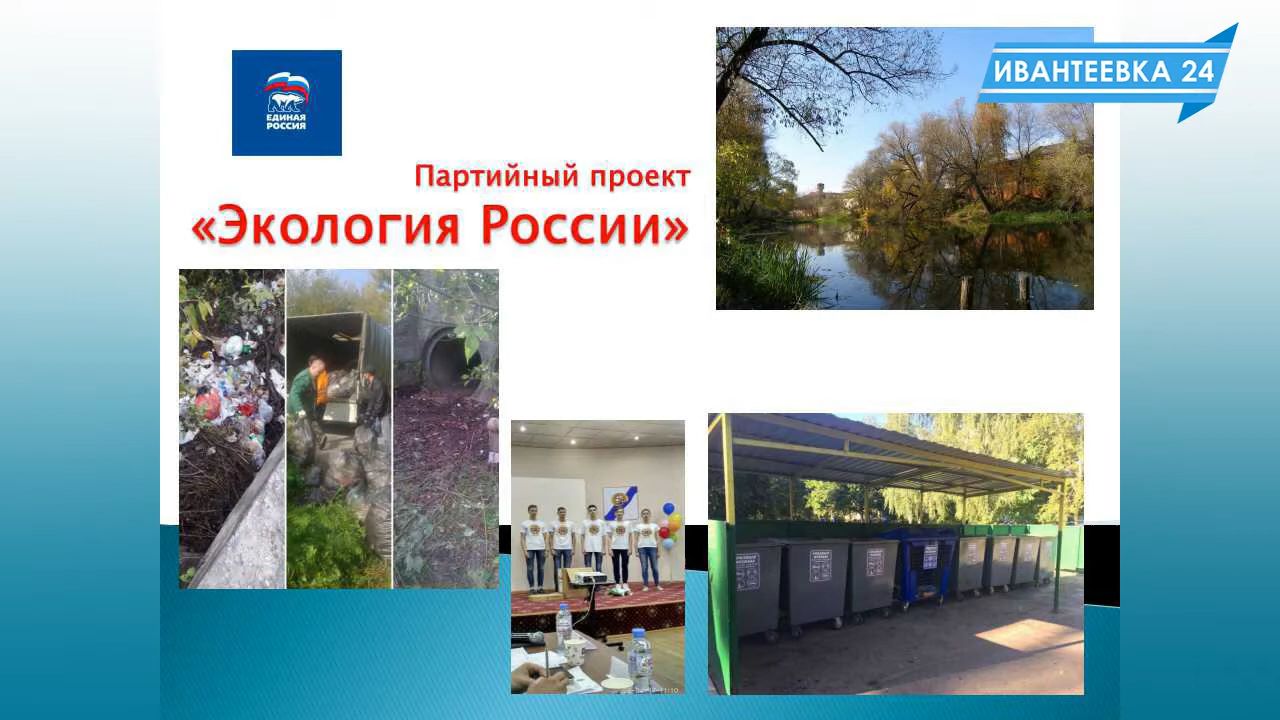 ИВАНТЕЕВКА 24
ЕДИНАЯ
РОССИЯ
Партийный проект
«Экология России»